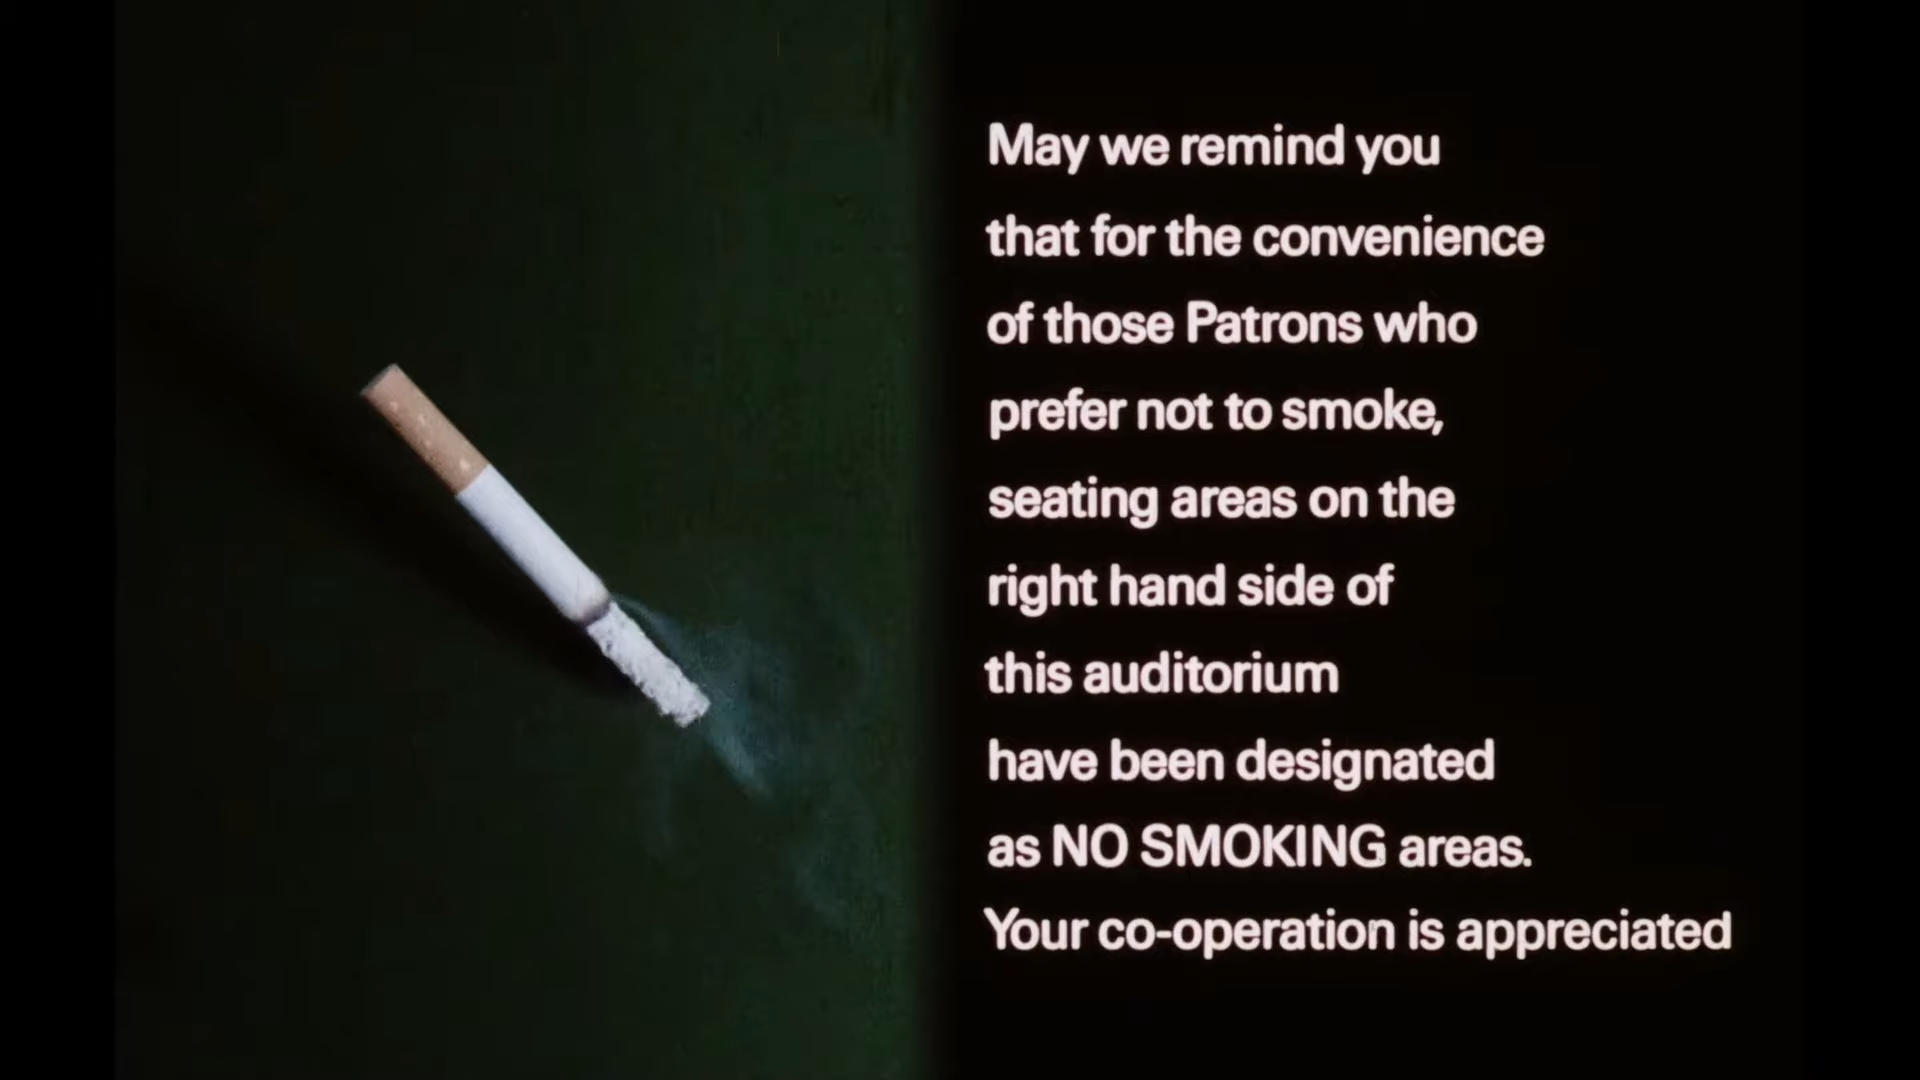 May we remind you
that for the convenience
of those Patrons who
prefer not to smoke,
seating areas on the
right hand side of
this auditorium
have been designated
as NO SMOKING areas.
Your co-operation is appreciated